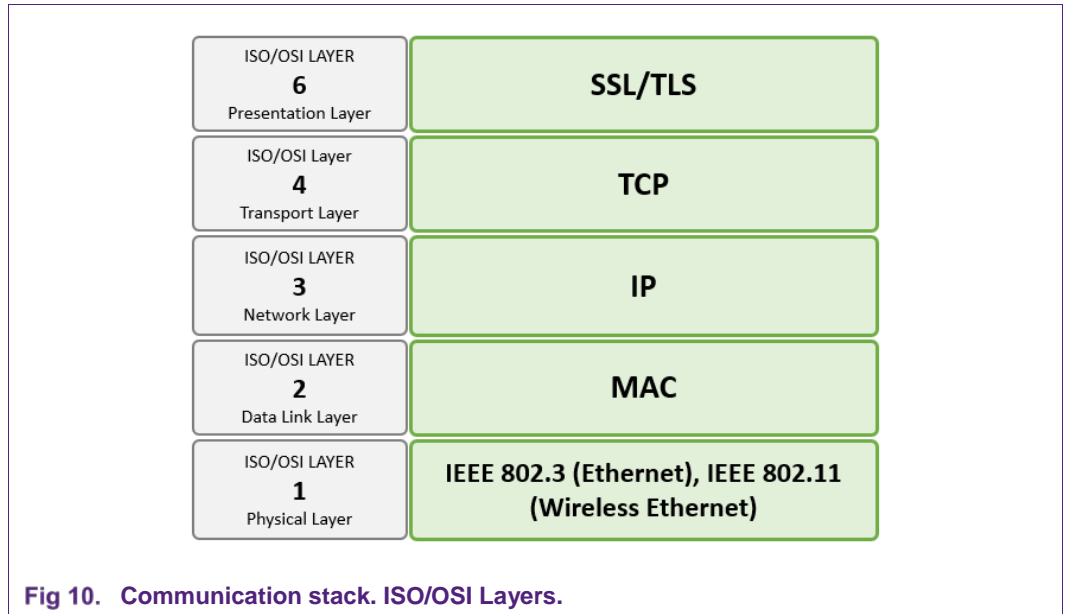 ISO/OSI LAYER
6
Presentation Layer
SSL/TLS
ISO/OSI Layer
4
Transport Layer
TCP
ISO/OSI LAYER
3
Network Layer
IP
ISO/OSI LAYER
2
Data Link Layer
MAC
ISO/OSI LAYER
1
Physical Layer
IEEE 802.3 (Ethernet), IEEE 802.11
(Wireless Ethernet)
Fig 10. Communication stack. ISO/OSI Layers.